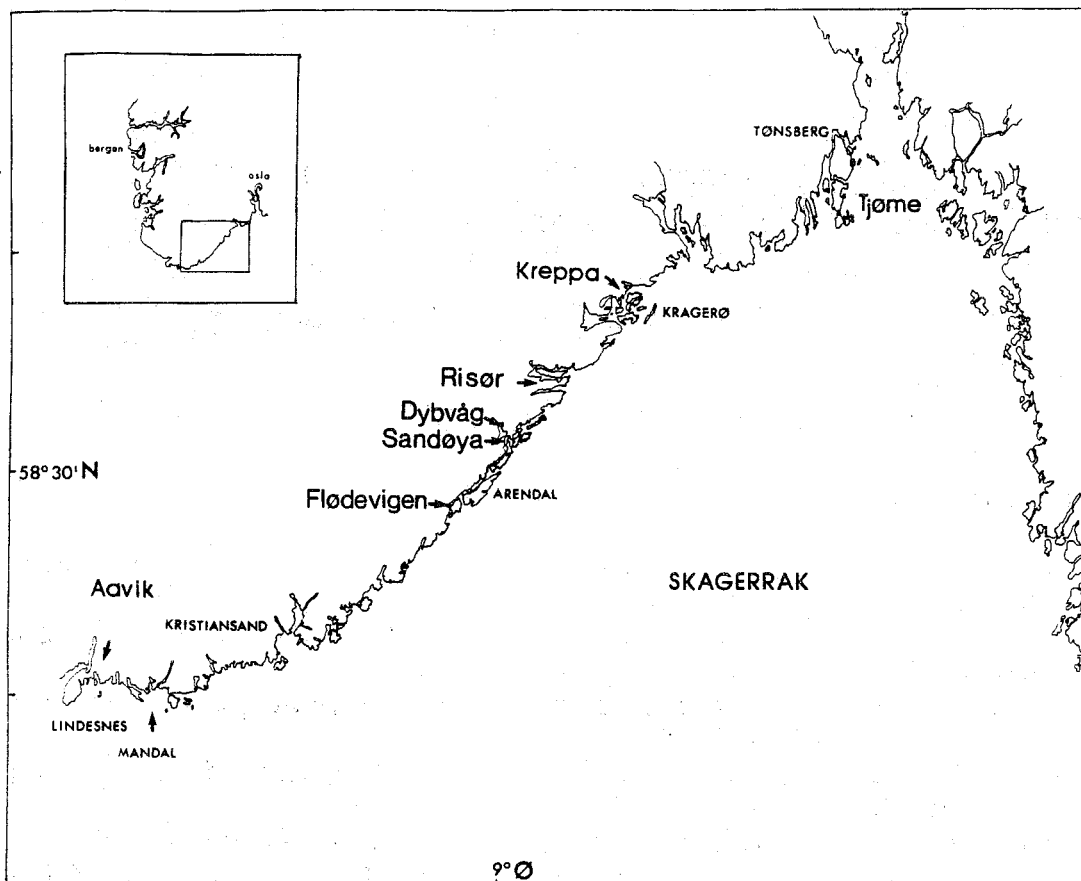 bergen
oslo
TØNSBERG
Tjøme
Kreppa
KRAGERØ
Risør
Dybvåg
Sandøya
58° 30' N
Flødevigen
ARENDAL
Aavik
SKAGERRAK
KRISTIANSAND
LINDESNES
MANDAL
9° Ø